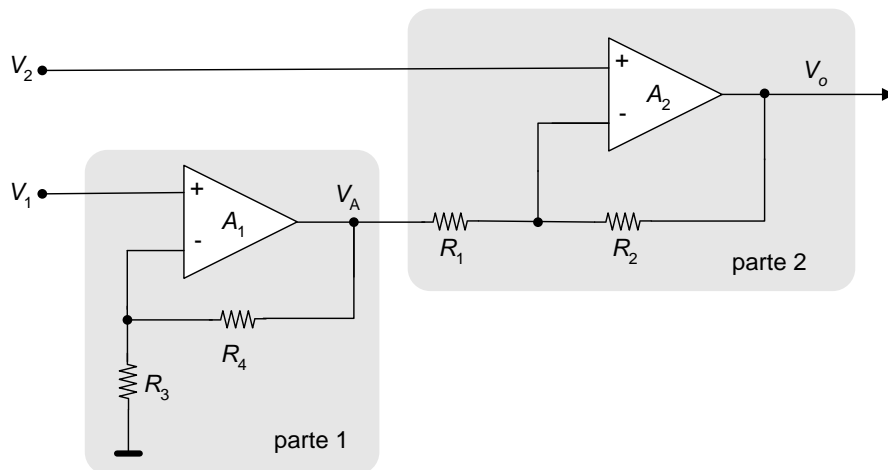 V2
+
A2
-
Vo
V1
+
A1
-
VA
R1
R2
parte 2
R4
R3
parte 1